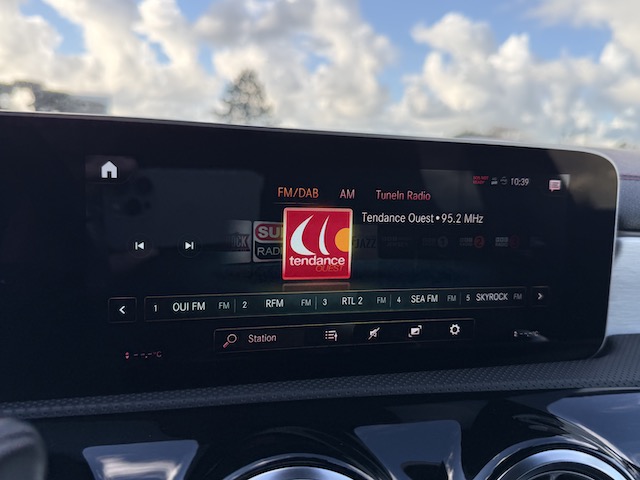 10:39
FM/DAB AM TuneIn Radio
Tendance Ouest • 95.2 MHz
tendance
OUEST
RADIO
1 OUI FM FM 2 RFM FM 3 RTL 2 FM 4 SEA FM FM 5 SKYROCK FM
Station
--,-°C